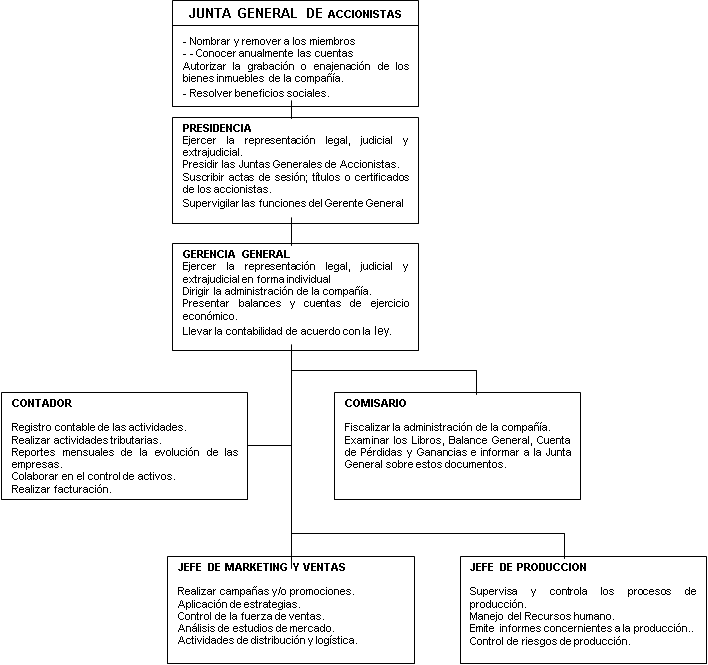 JUNTA GENERAL DE ACCIONISTAS
- Nombrar y remover a los miembros
- - Conocer anualmente las cuentas
Autorizar la grabación o enajenación de los
bienes inmuebles de la compañía.
- Resolver beneficios sociales.
PRESIDENCIA
Ejercer la representación legal, judicial y
extrajudicial.
Presidir las Juntas Generales de Accionistas.
Suscribir actas de sesión; títulos o certificados
de los accionistas.
Supervigilar las funciones del Gerente General
GERENCIA GENERAL
Ejercer la representación legal, judicial y
extrajudicial en forma individual
Dirigir la administración de la compañía.
Presentar balances y cuentas de ejercicio
económico.
Llevar la contabilidad de acuerdo con la ley.
CONTADOR
Registro contable de las actividades.
Realizar actividades tributarias.
Reportes mensuales de la evolución de las
empresas.
Colaborar en el control de activos.
Realizar facturación.
COMISARIO
Fiscalizar la administración de la compañía.
Examinar los Libros, Balance General, Cuenta
de Pérdidas y Ganancias e informar a la Junta
General sobre estos documentos.
JEFE DE MARKETING Y VENTAS
Realizar campañas y/o promociones.
Aplicación de estrategias.
Control de la fuerza de ventas.
Análisis de estudios de mercado.
Actividades de distribución y logística.
JEFE DE PRODUCCION
Supervisa y controla los procesos de
producción.
Manejo del Recursos humano.
Emite informes concernientes a la producción..
Control de riesgos de producción.